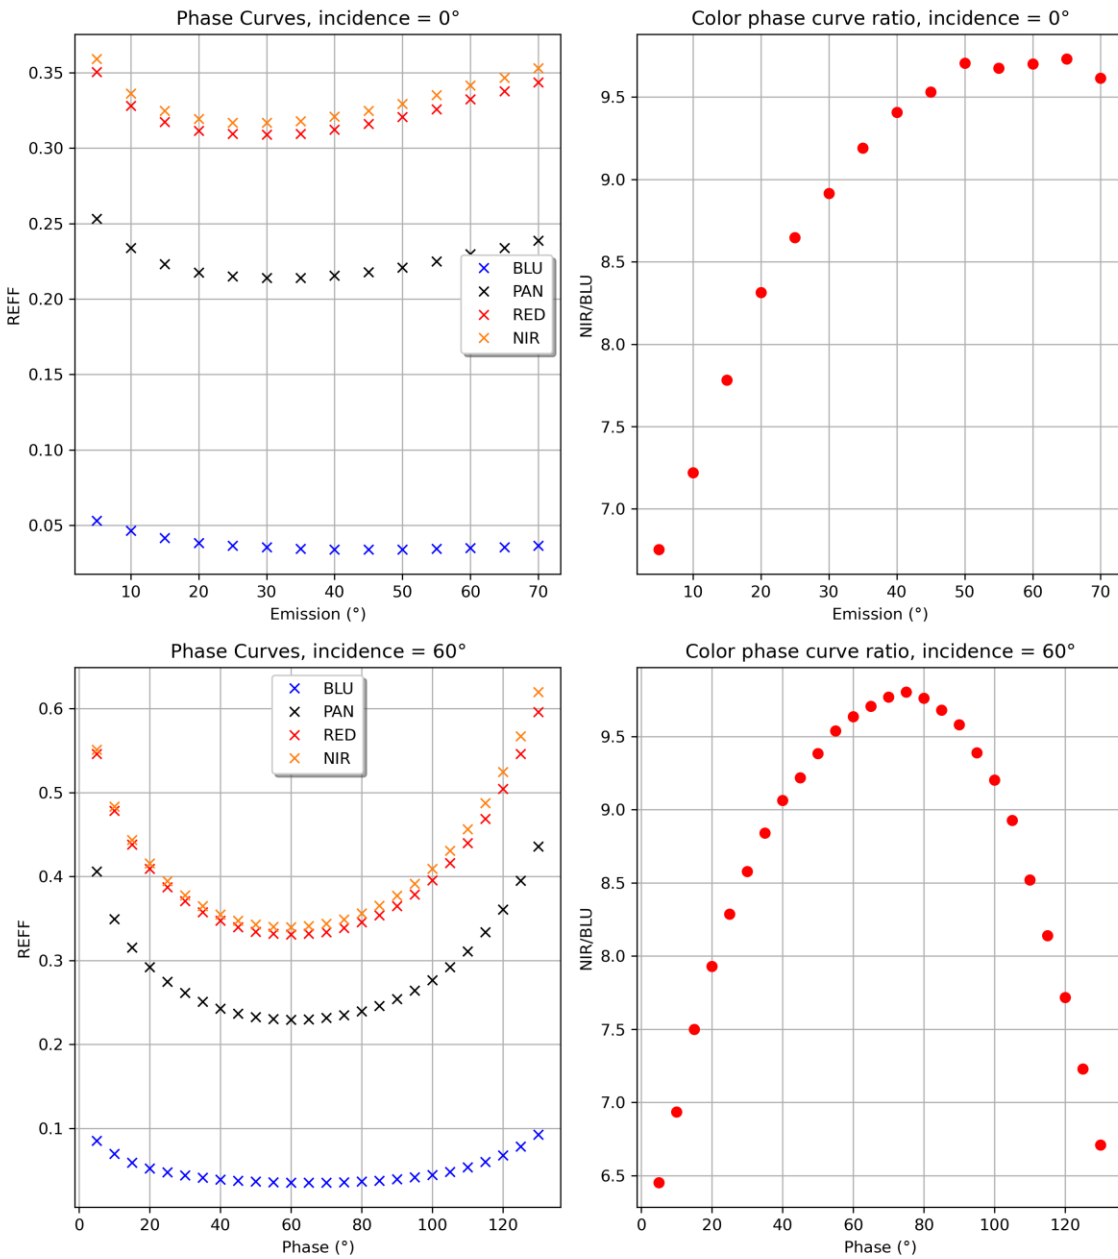 Phase Curves, incidence = 0°
REFF
0.35
0.30
0.25
0.20
0.15
0.10
0.05
BLU
PAN
RED
NIR
10 20 30 40 50 60 70
Emission (°)
Color phase curve ratio, incidence = 0°
NIR/BLU
9.5
9.0
8.5
8.0
7.5
7.0
10 20 30 40 50 60 70
Emission (°)
Phase Curves, incidence = 60°
REFF
0.6
0.5
0.4
0.3
0.2
0.1
BLU
PAN
RED
NIR
0 20 40 60 80 100 120
Phase (°)
Color phase curve ratio, incidence = 60°
NIR/BLU
9.5
9.0
8.5
8.0
7.5
7.0
6.5
0 20 40 60 80 100 120
Phase (°)